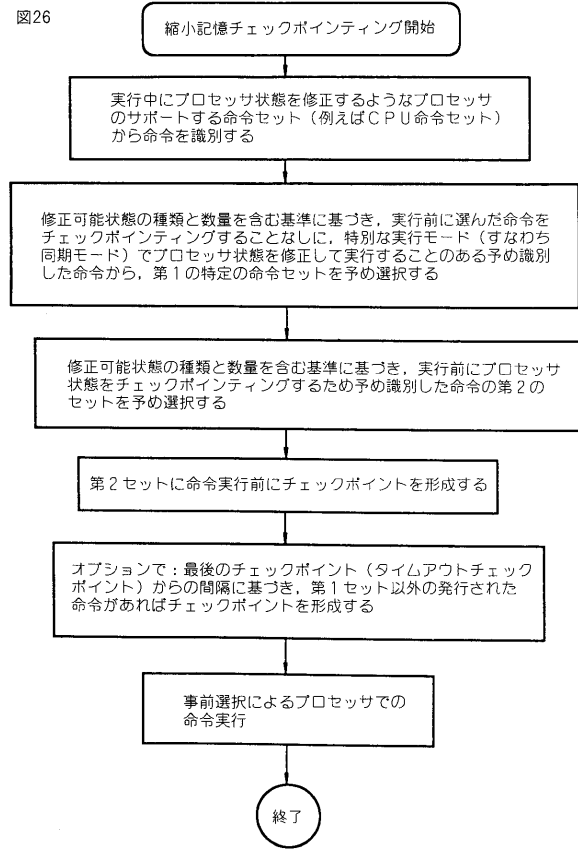 図26
縮小記憶チェックポインティング開始
実行中にプロセッサ状態を修正するようなプロセッサ
のサポートする命令セット（例えばＣＰＵ命令セット）
から命令を識別する
修正可能状態の種類と数量を含む基準に基づき，実行前に選んだ命令を
チェックポインティングすることなしに，特別な実行モード（すなわち
同期モード）でプロセッサ状態を修正して実行することのある予め識別
した命令から，第１の特定の命令セットを予め選択する
修正可能状態の種類と数量を含む基準に基づき，実行前にプロセッサ
状態をチェックポインティングするため予め識別した命令の第２の
セットを予め選択する
第２セットに命令実行前にチェックポイントを形成する
オプションで：最後のチェックポイント（タイムアウトチェック
ポイント）からの間隔に基づき，第１セット以外の発行された
命令があればチェックポイントを形成する
事前選択によるプロセッサでの
命令実行
終了